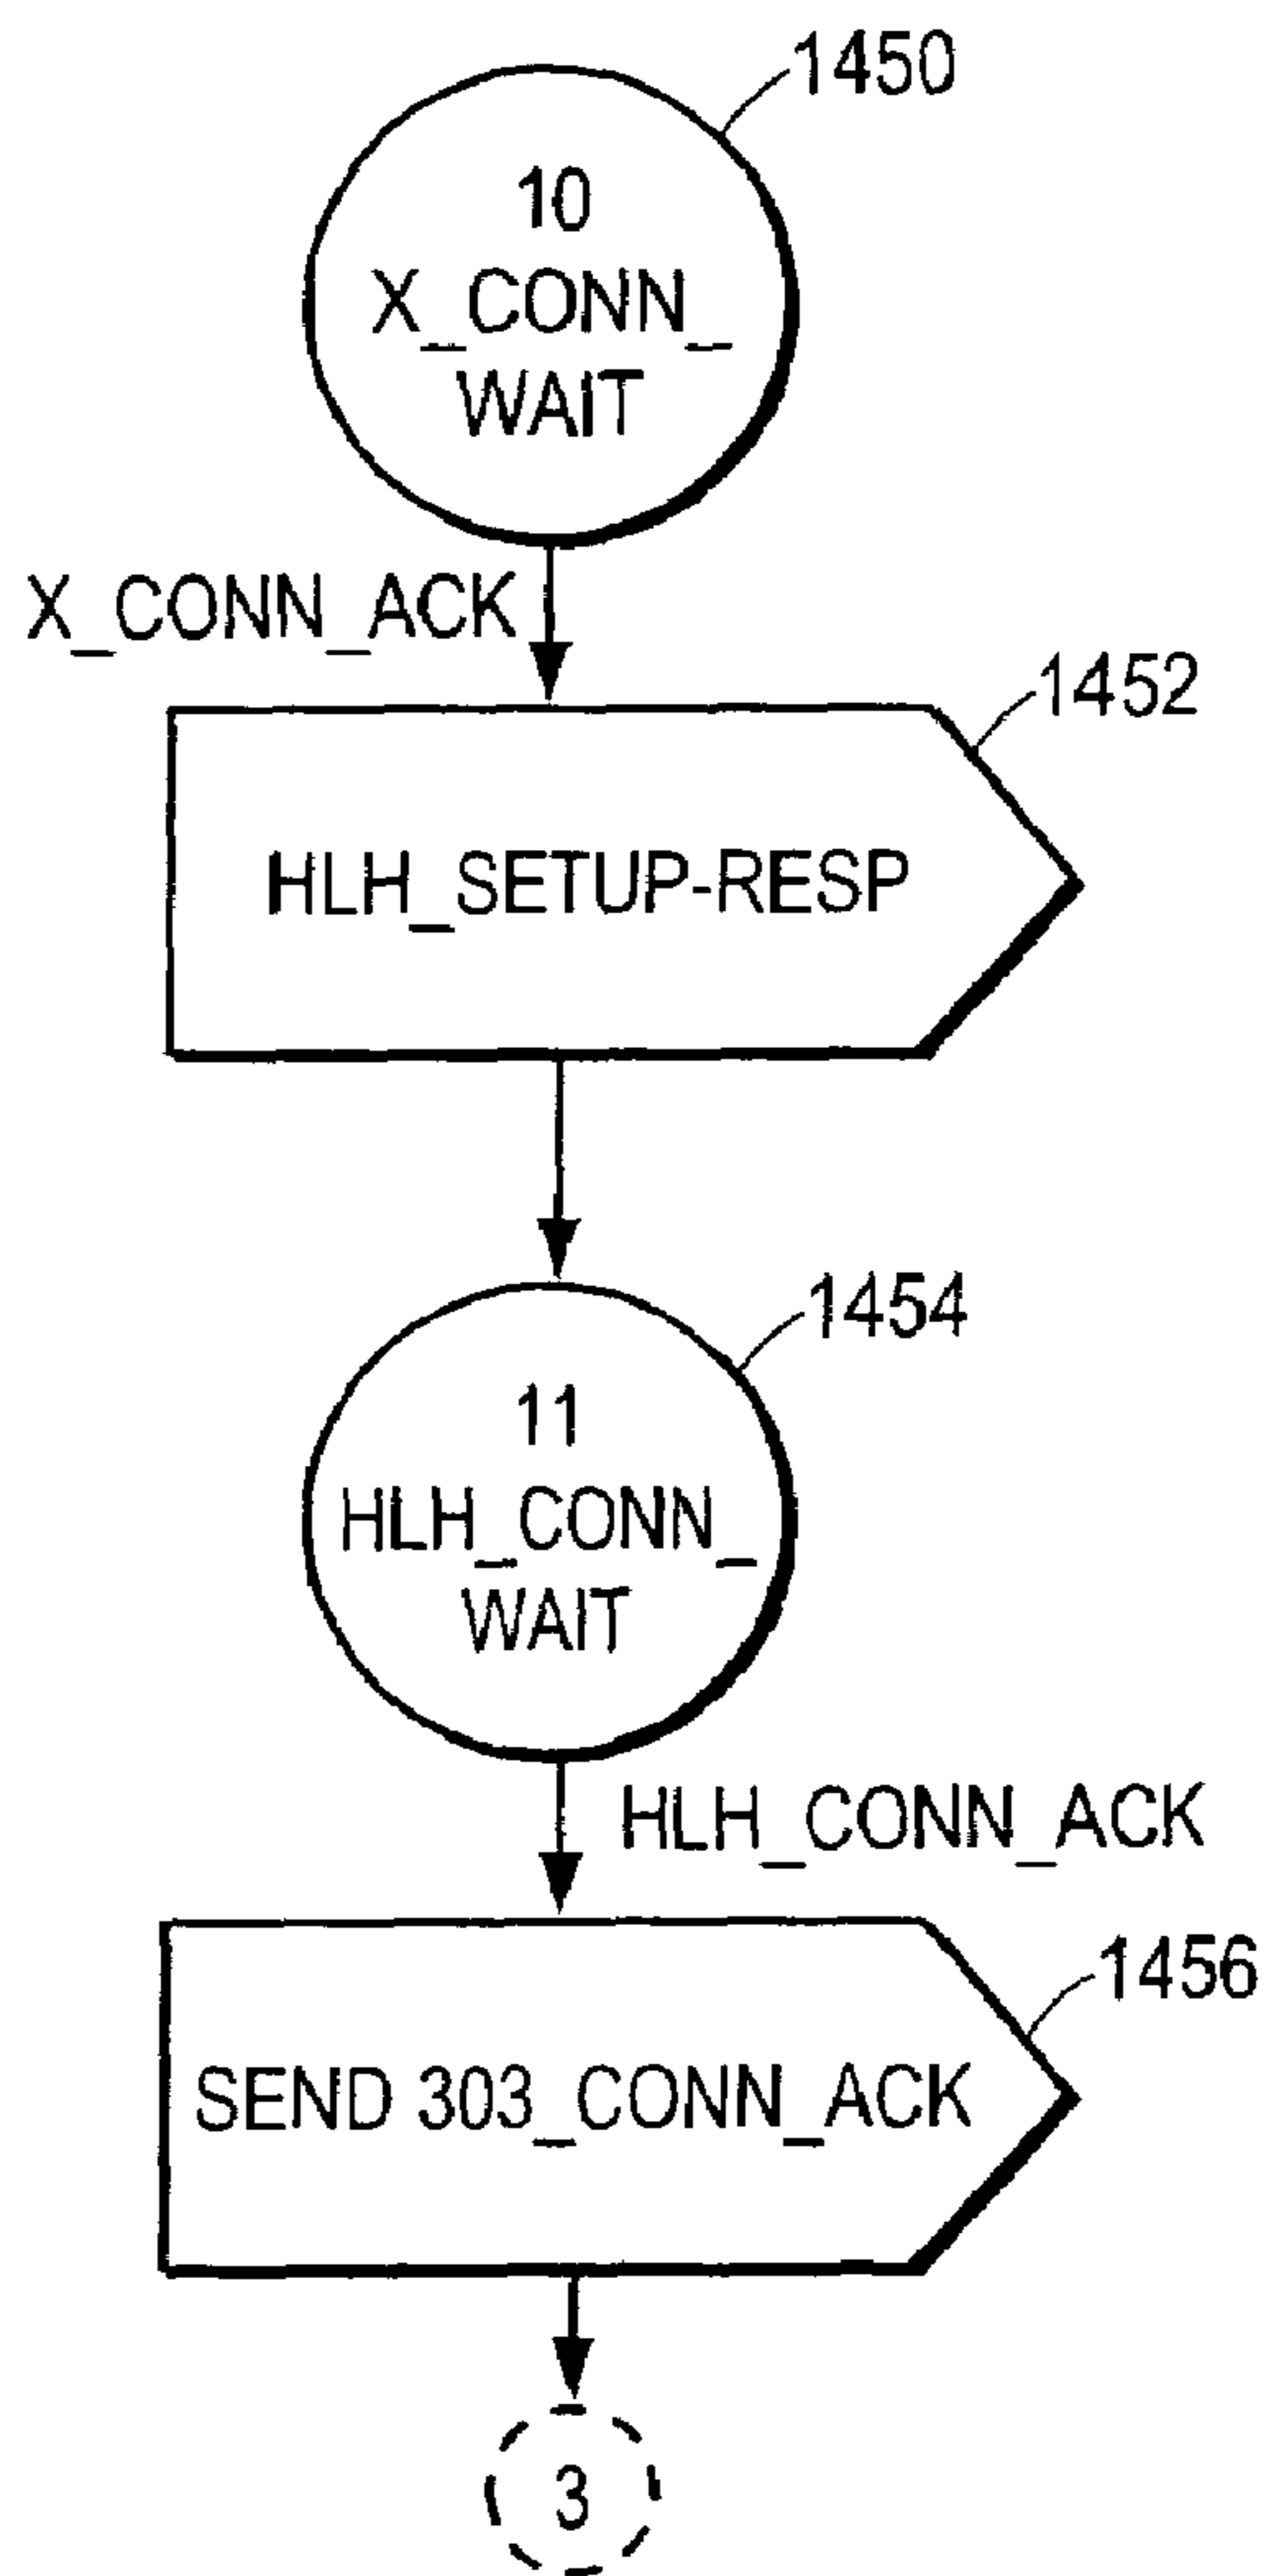 1450
10
X_CONN_
WAIT
X_CONN_ACK
1452
HLH_SETUP-RESP
1454
11
HLH_CONN_
WAIT
HLH_CONN_ACK
1456
SEND 303_CONN_ACK
3